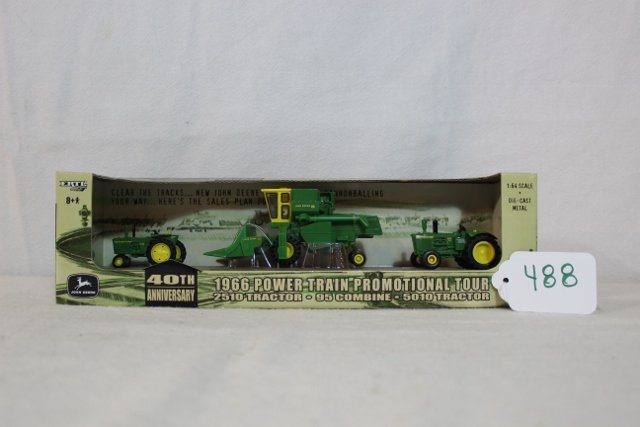 ERTL
8+
CLEAR THE TRACKS... NEW JOHN DEERE
YOUR WAY... HERE'S THE SALES PLAN
1:64 SCALE
DIE-CAST
METAL
JOHN DEERE
40TH
ANNIVERSARY
1966 POWER TRAIN PROMOTIONAL TOUR
2510 TRACTOR • 95 COMBINE • 5010 TRACTOR
488